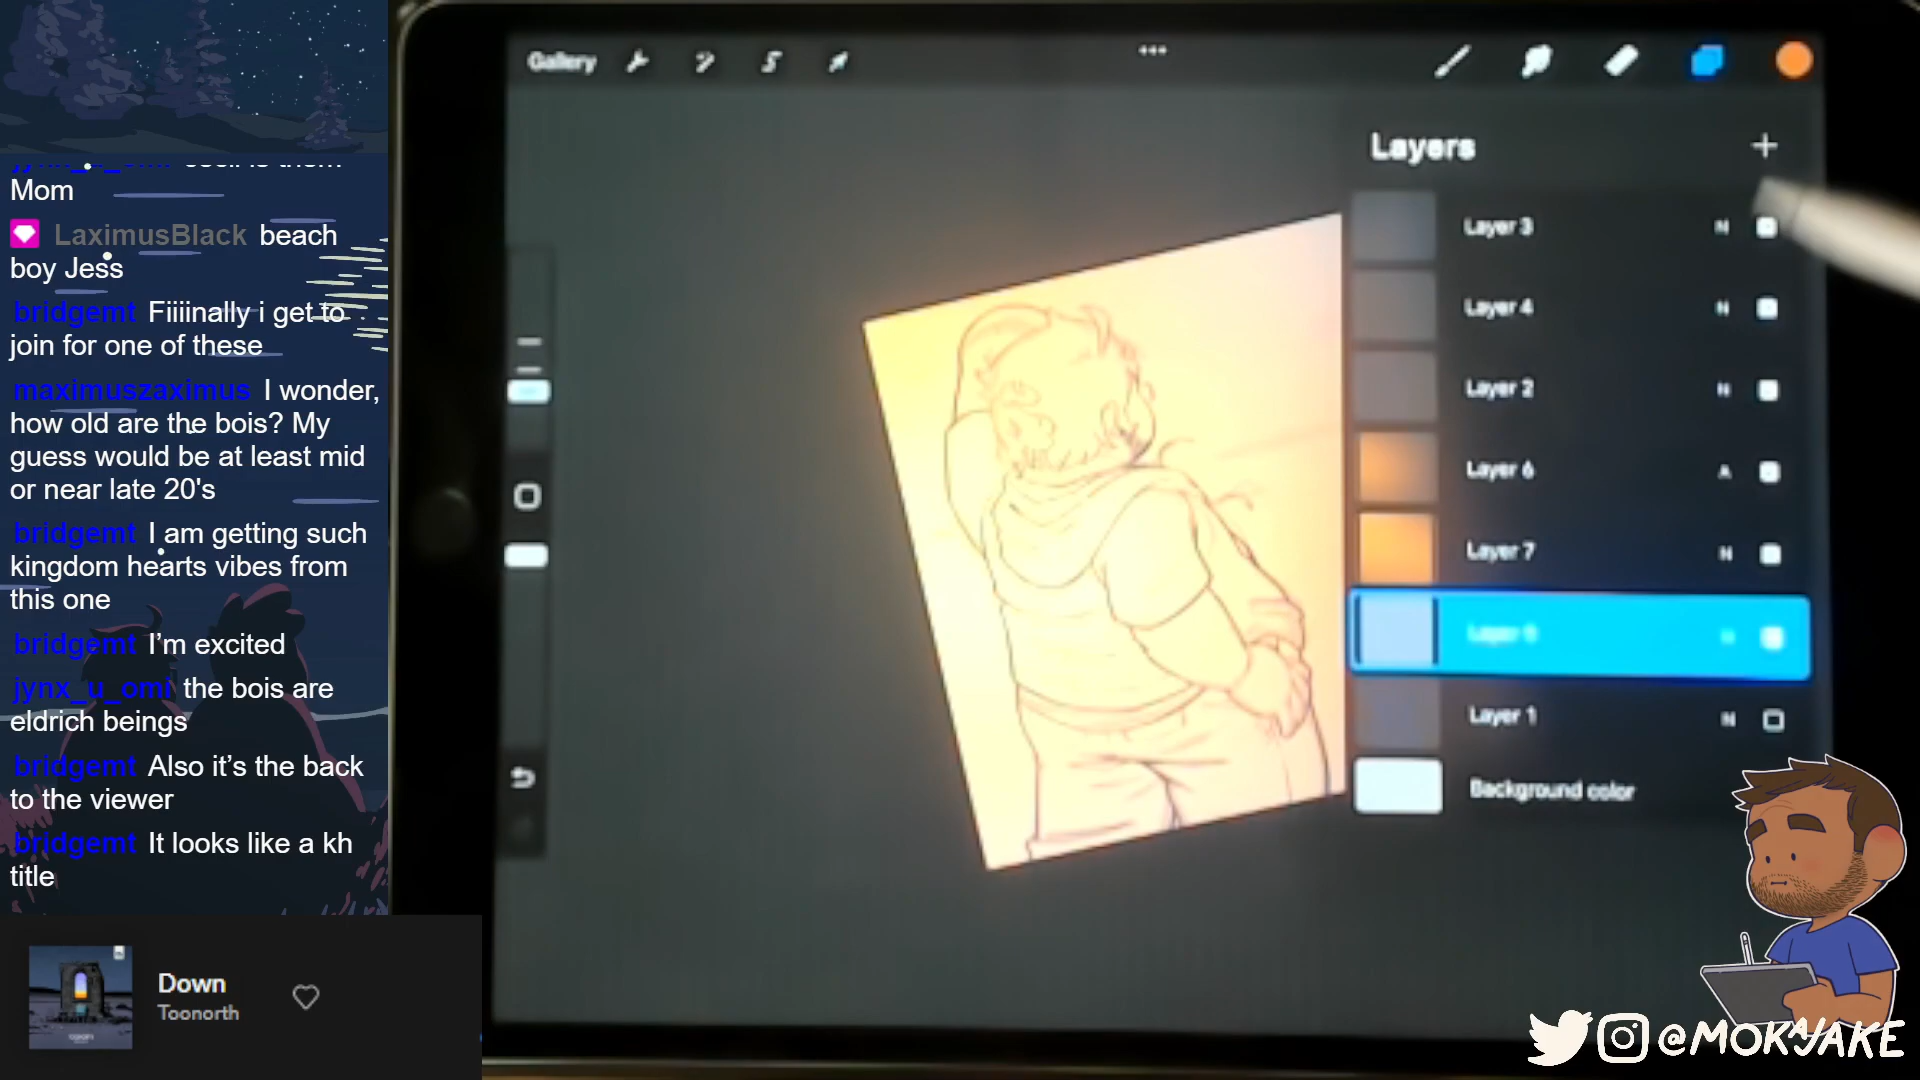 Mom
LaximusBlack beach
boy Jess
bridgemt Fiiiinally i get to
join for one of these
maximuszaximus I wonder,
how old are the bois? My
guess would be at least mid
or near late 20's
bridgemt I am getting such
kingdom hearts vibes from
this one
bridgemt I'm excited
jynx_u_omi the bois are
eldrich beings
bridgemt Also it's the back
to the viewer
bridgemt It looks like a kh
title
Down
Toonorth
Gallery
Layers
Layer 3 N
Layer 4 N
Layer 2 N
Layer 6 A
Layer 7 N
Layer 1 N
Background color
@MOKAJAKE